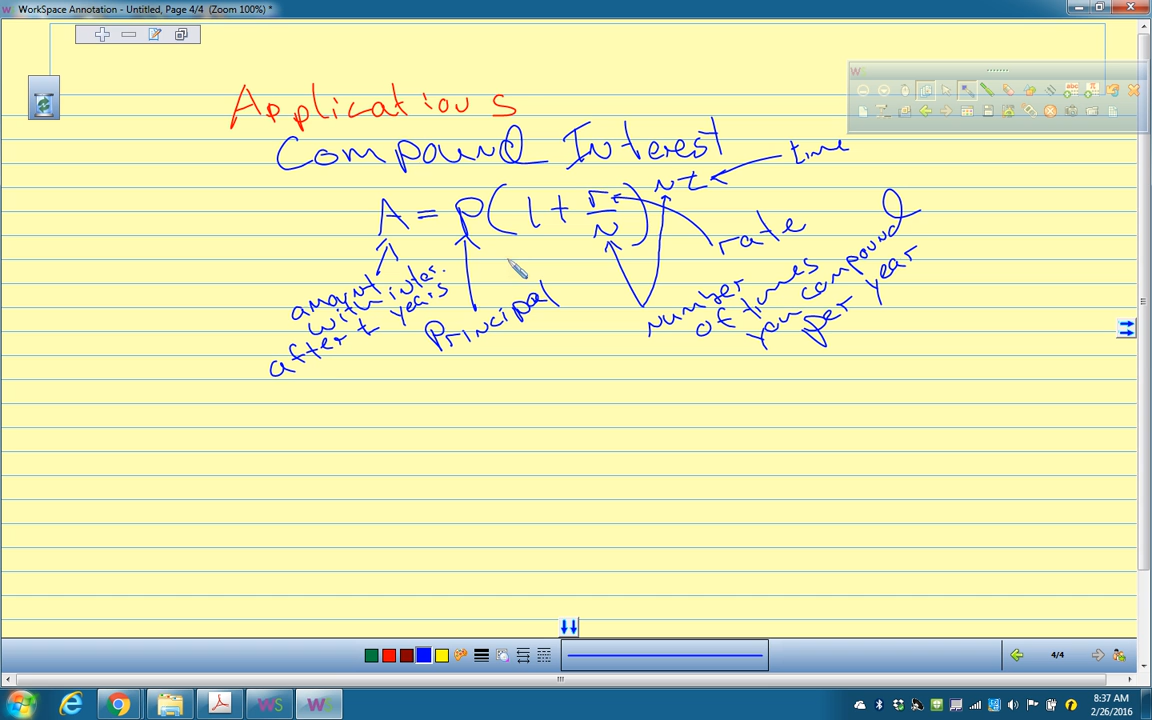 WorkSpace Annotation - Untitled, Page 4/4 (Zoom 100%) *
Applications
Compound Interest
A = P(1 + r/n)^nt
time
rate
amount
with inter.
after t years
Principal
number
of times
you compound
per year
4/4
8:37 AM
2/26/2016